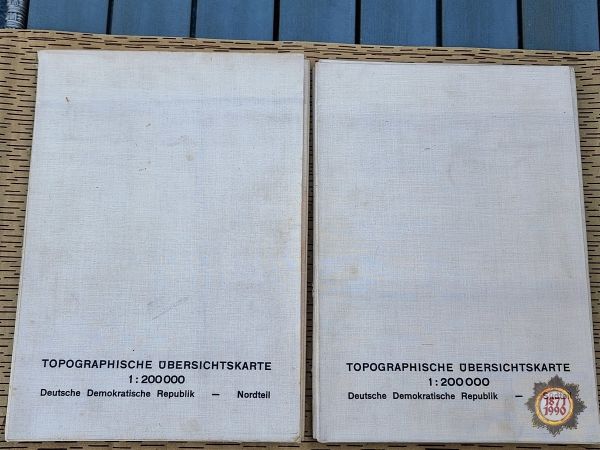 TOPOGRAPHISCHE ÜBERSICHTSKARTE
1:200000
Deutsche Demokratische Republik — Nordteil
TOPOGRAPHISCHE ÜBERSICHTSKARTE
1:200000
Deutsche Demokratische Republik —
1871
1990